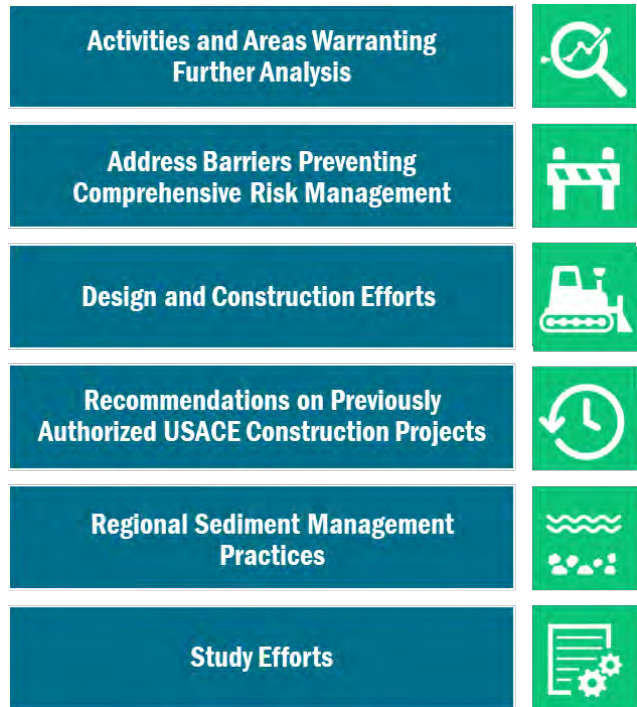 Activities and Areas Warranting
Further Analysis
Address Barriers Preventing
Comprehensive Risk Management
Design and Construction Efforts
Recommendations on Previously
Authorized USACE Construction Projects
Regional Sediment Management
Practices
Study Efforts